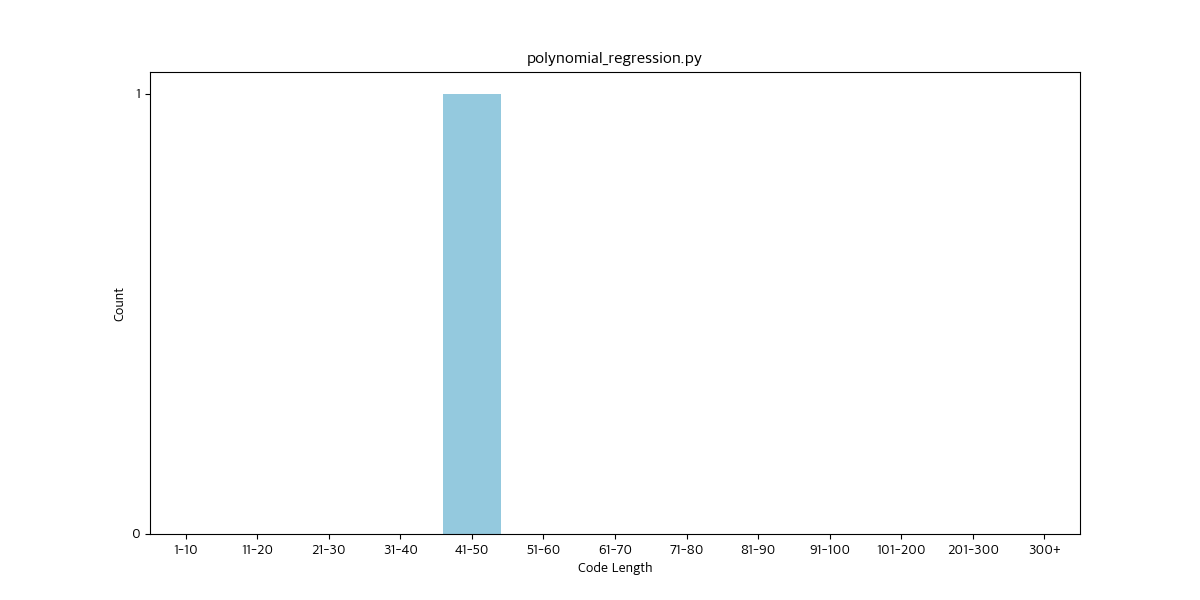 polynomial_regression.py
1
Count
0
1-10 11-20 21-30 31-40 41-50 51-60 61-70 71-80 81-90 91-100 101-200 201-300 300+
Code Length